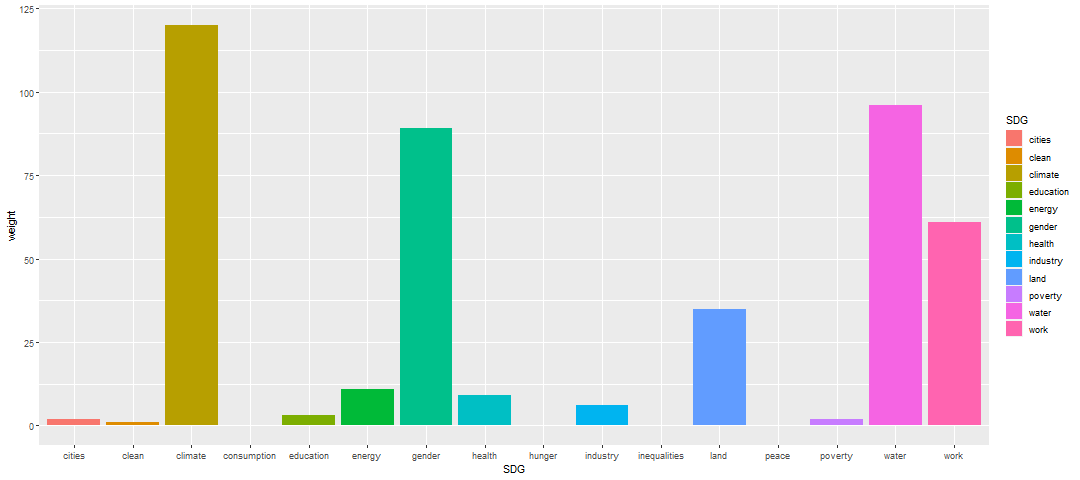 125
100
75
50
25
0
weight
cities clean climate consumption education energy gender health hunger industry inequalities land peace poverty water work
SDG
SDG
cities
clean
climate
education
energy
gender
health
industry
land
poverty
water
work